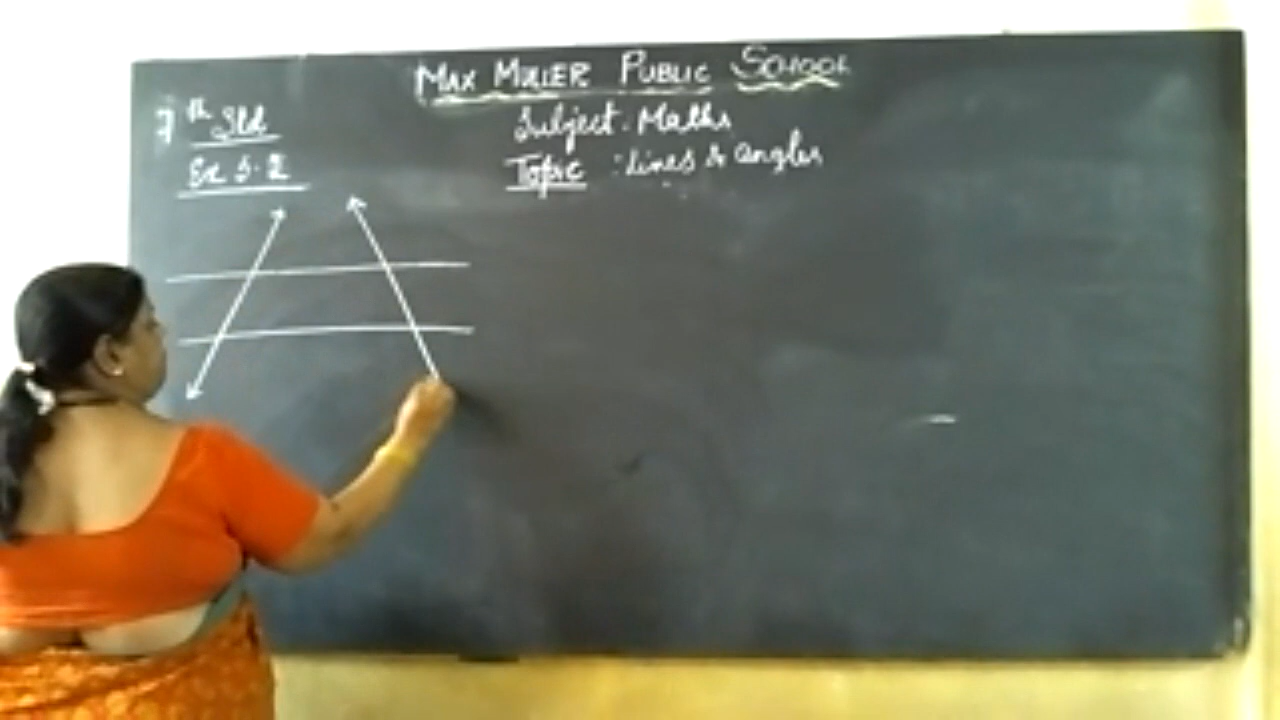 MAX MULLER PUBLIC SCHOOL
7th Std
Subject: Maths
Ex 5.2
Topic : Lines & angles